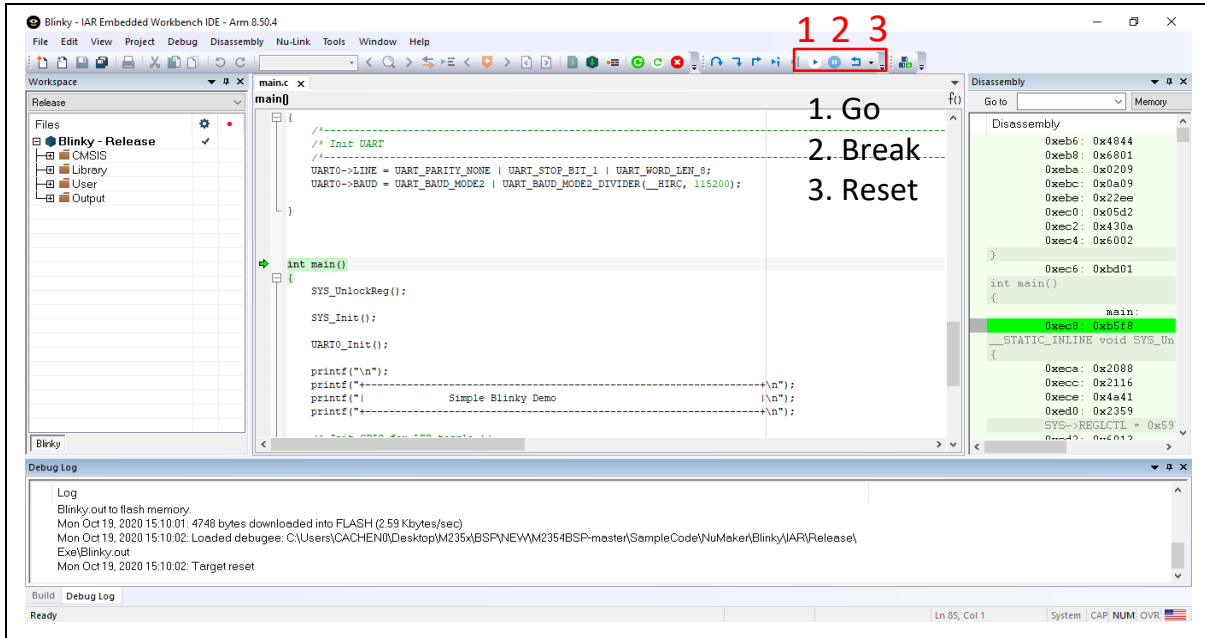 Blinky - IAR Embedded Workbench IDE - Arm 8.50.4
File Edit View Project Debug Disassembly Nu-Link Tools Window Help
1 2 3
Workspace
Release
Files
Blinky - Release
CMSIS
Library
User
Output
Blinky
main.c
main()
f()
{
/*----------------------------------------------------------------
/* Init UART
/*----------------------------------------------------------------
UART0->LINE = UART_PARITY_NONE | UART_STOP_BIT_1 | UART_WORD_LEN_8;
UART0->BAUD = UART_BAUD_MODE2 | UART_BAUD_MODE2_DIVIDER(__HIRC, 115200);
}
int main()
{
SYS_UnlockReg();
SYS_Init();
UART0_Init();
printf("\n");
printf("+-----------------------------------------------------------------+\n");
printf("|              Simple Blinky Demo                                 |\n");
printf("+-----------------------------------------------------------------+\n");
1. Go
2. Break
3. Reset
Disassembly
Go to
Memory
Disassembly
0xeb6: 0x4844
0xeb8: 0x6801
0xeba: 0x0209
0xebc: 0x0a09
0xebe: 0x22ee
0xec0: 0x05d2
0xec2: 0x430a
0xec4: 0x6002
}
0xec6: 0xbd01
int main()
{
main:
0xec8: 0xb5f8
__STATIC_INLINE void SYS_Un
{
0xeca: 0x2088
0xecc: 0x2116
0xece: 0x4a41
0xed0: 0x2359
SYS->REGLCTL = 0x59
Debug Log
Log
Blinky.out to flash memory.
Mon Oct 19, 2020 15:10:01: 4748 bytes downloaded into FLASH (2.59 Kbytes/sec)
Mon Oct 19, 2020 15:10:02: Loaded debugee: C:\Users\CACHEN0\Desktop\M235x\BSP\NEW\M2354BSP-master\SampleCode\NuMaker\Blinky\IAR\Release\
Exe\Blinky.out
Mon Oct 19, 2020 15:10:02: Target reset
Build Debug Log
Ready
Ln 85, Col 1
System CAP NUM OVR